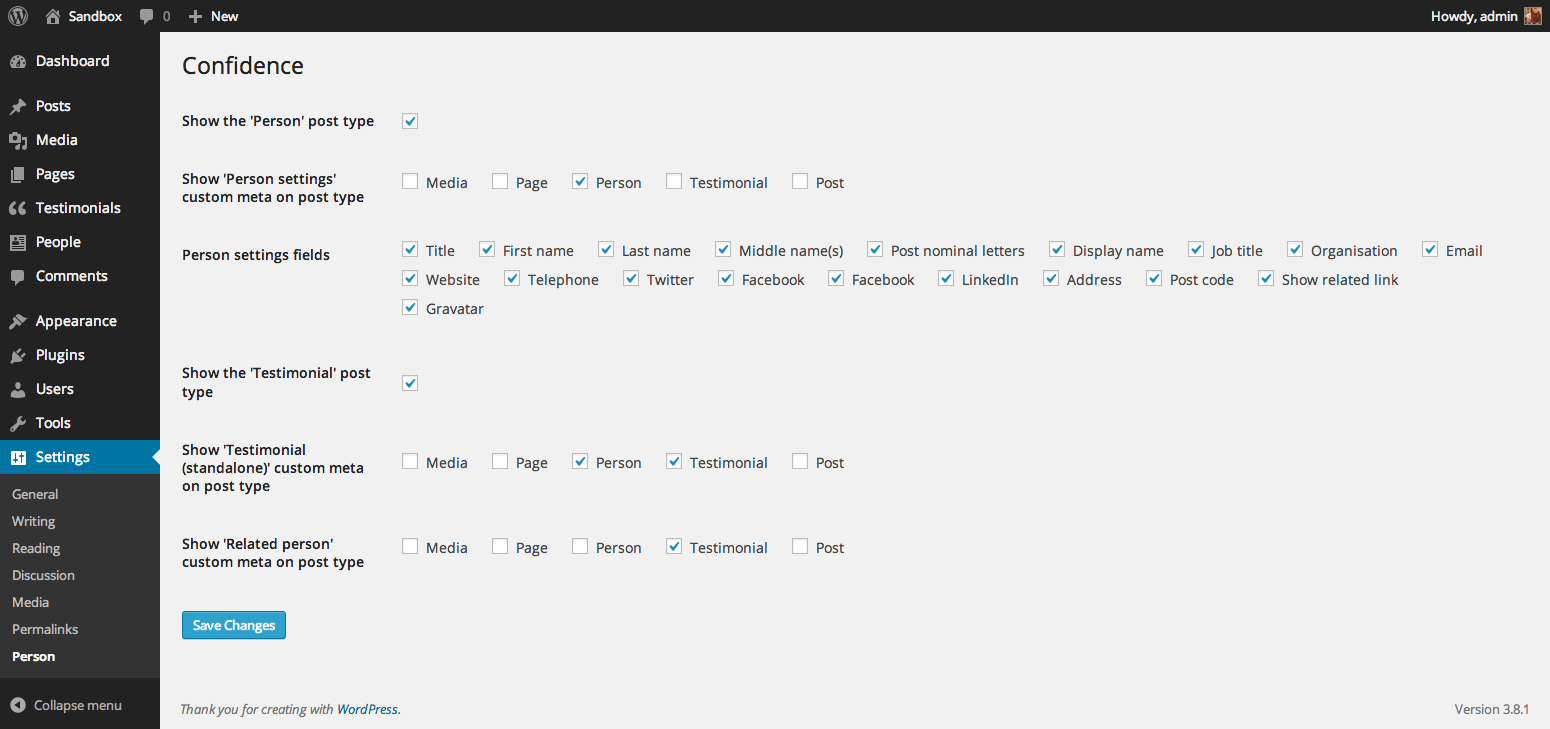 Sandbox 0 New Howdy, admin
Dashboard
Posts
Media
Pages
Testimonials
People
Comments
Appearance
Plugins
Users
Tools
Settings
General
Writing
Reading
Discussion
Media
Permalinks
Person
Collapse menu
Confidence
Show the 'Person' post type
Show 'Person settings'
custom meta on post type
Media Page Person Testimonial Post
Person settings fields
Title First name Last name Middle name(s) Post nominal letters Display name Job title Organisation Email
Website Telephone Twitter Facebook Facebook LinkedIn Address Post code Show related link
Gravatar
Show the 'Testimonial' post
type
Show 'Testimonial
(standalone)' custom meta
on post type
Media Page Person Testimonial Post
Show 'Related person'
custom meta on post type
Media Page Person Testimonial Post
Save Changes
Thank you for creating with WordPress.
Version 3.8.1